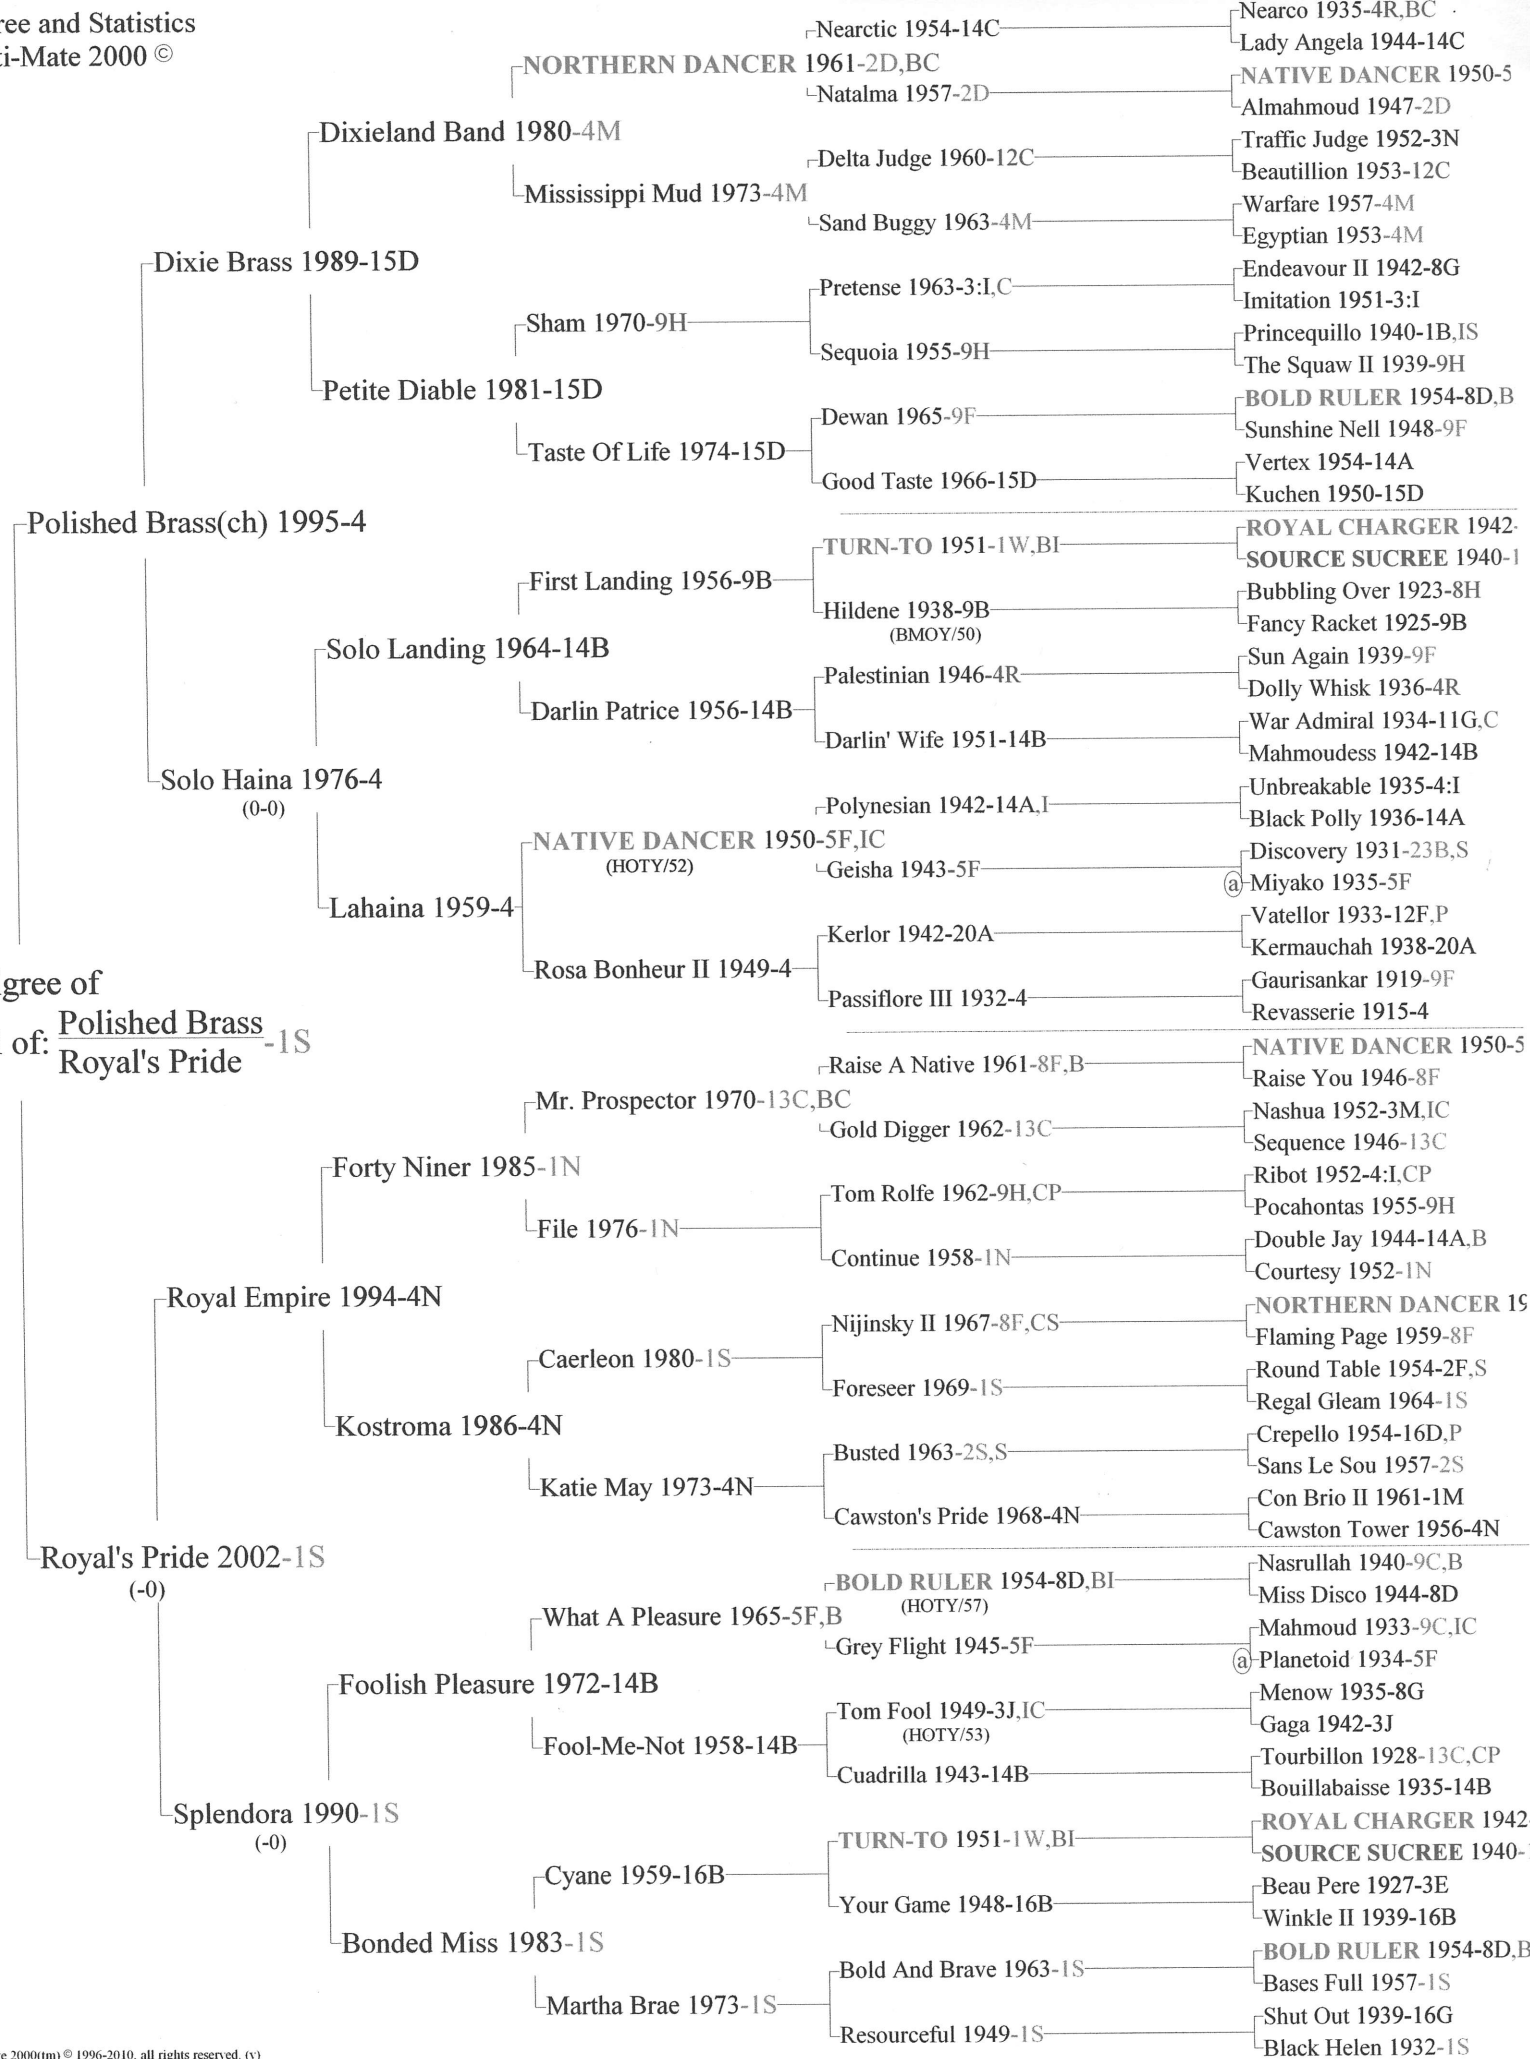 ree and Statistics
ti-Mate 2000 ©
Nearctic 1954-14C
Nearco 1935-4R,BC
Lady Angela 1944-14C
NORTHERN DANCER 1961-2D,BC
Natalma 1957-2D
NATIVE DANCER 1950-5
Almahmoud 1947-2D
Dixieland Band 1980-4M
Delta Judge 1960-12C
Traffic Judge 1952-3N
Beautillion 1953-12C
Mississippi Mud 1973-4M
Sand Buggy 1963-4M
Warfare 1957-4M
Egyptian 1953-4M
Dixie Brass 1989-15D
Pretense 1963-3:I,C
Endeavour II 1942-8G
Imitation 1951-3:I
Sham 1970-9H
Sequoia 1955-9H
Princequillo 1940-1B,IS
The Squaw II 1939-9H
Petite Diable 1981-15D
Dewan 1965-9F
BOLD RULER 1954-8D,B
Sunshine Nell 1948-9F
Taste Of Life 1974-15D
Good Taste 1966-15D
Vertex 1954-14A
Kuchen 1950-15D
Polished Brass(ch) 1995-4
TURN-TO 1951-1W,BI
ROYAL CHARGER 1942-
SOURCE SUCREE 1940-1
First Landing 1956-9B
Hildene 1938-9B
(BMOY/50)
Bubbling Over 1923-8H
Fancy Racket 1925-9B
Solo Landing 1964-14B
Palestinian 1946-4R
Sun Again 1939-9F
Dolly Whisk 1936-4R
Darlin Patrice 1956-14B
Darlin' Wife 1951-14B
War Admiral 1934-11G,C
Mahmoudess 1942-14B
Solo Haina 1976-4
(0-0)
Polynesian 1942-14A,I
Unbreakable 1935-4:I
Black Polly 1936-14A
NATIVE DANCER 1950-5F,IC
(HOTY/52)
Geisha 1943-5F
Discovery 1931-23B,S
a Miyako 1935-5F
Lahaina 1959-4
Kerlor 1942-20A
Vatellor 1933-12F,P
Kermauchah 1938-20A
Rosa Bonheur II 1949-4
Passiflore III 1932-4
Gaurisankar 1919-9F
Revasserie 1915-4
gree of
of: Polished Brass
Royal's Pride -1S
Raise A Native 1961-8F,B
NATIVE DANCER 1950-5
Raise You 1946-8F
Mr. Prospector 1970-13C,BC
Gold Digger 1962-13C
Nashua 1952-3M,IC
Sequence 1946-13C
Forty Niner 1985-1N
Tom Rolfe 1962-9H,CP
Ribot 1952-4:I,CP
Pocahontas 1955-9H
File 1976-1N
Continue 1958-1N
Double Jay 1944-14A,B
Courtesy 1952-1N
Royal Empire 1994-4N
Nijinsky II 1967-8F,CS
NORTHERN DANCER 19
Flaming Page 1959-8F
Caerleon 1980-1S
Foreseer 1969-1S
Round Table 1954-2F,S
Regal Gleam 1964-1S
Kostroma 1986-4N
Busted 1963-2S,S
Crepello 1954-16D,P
Sans Le Sou 1957-2S
Katie May 1973-4N
Cawston's Pride 1968-4N
Con Brio II 1961-1M
Cawston Tower 1956-4N
Royal's Pride 2002-1S
(-0)
BOLD RULER 1954-8D,BI
(HOTY/57)
Nasrullah 1940-9C,B
Miss Disco 1944-8D
What A Pleasure 1965-5F,B
Grey Flight 1945-5F
Mahmoud 1933-9C,IC
a Planetoid 1934-5F
Foolish Pleasure 1972-14B
Tom Fool 1949-3J,IC
(HOTY/53)
Menow 1935-8G
Gaga 1942-3J
Fool-Me-Not 1958-14B
Cuadrilla 1943-14B
Tourbillon 1928-13C,CP
Bouillabaisse 1935-14B
Splendora 1990-1S
(-0)
TURN-TO 1951-1W,BI
ROYAL CHARGER 1942-
SOURCE SUCREE 1940-
Cyane 1959-16B
Your Game 1948-16B
Beau Pere 1927-3E
Winkle II 1939-16B
Bonded Miss 1983-1S
Bold And Brave 1963-1S
BOLD RULER 1954-8D,B
Bases Full 1957-1S
Martha Brae 1973-1S
Resourceful 1949-1S
Shut Out 1939-16G
Black Helen 1932-1S
e 2000(tm) © 1996-2010, all rights reserved. (v)